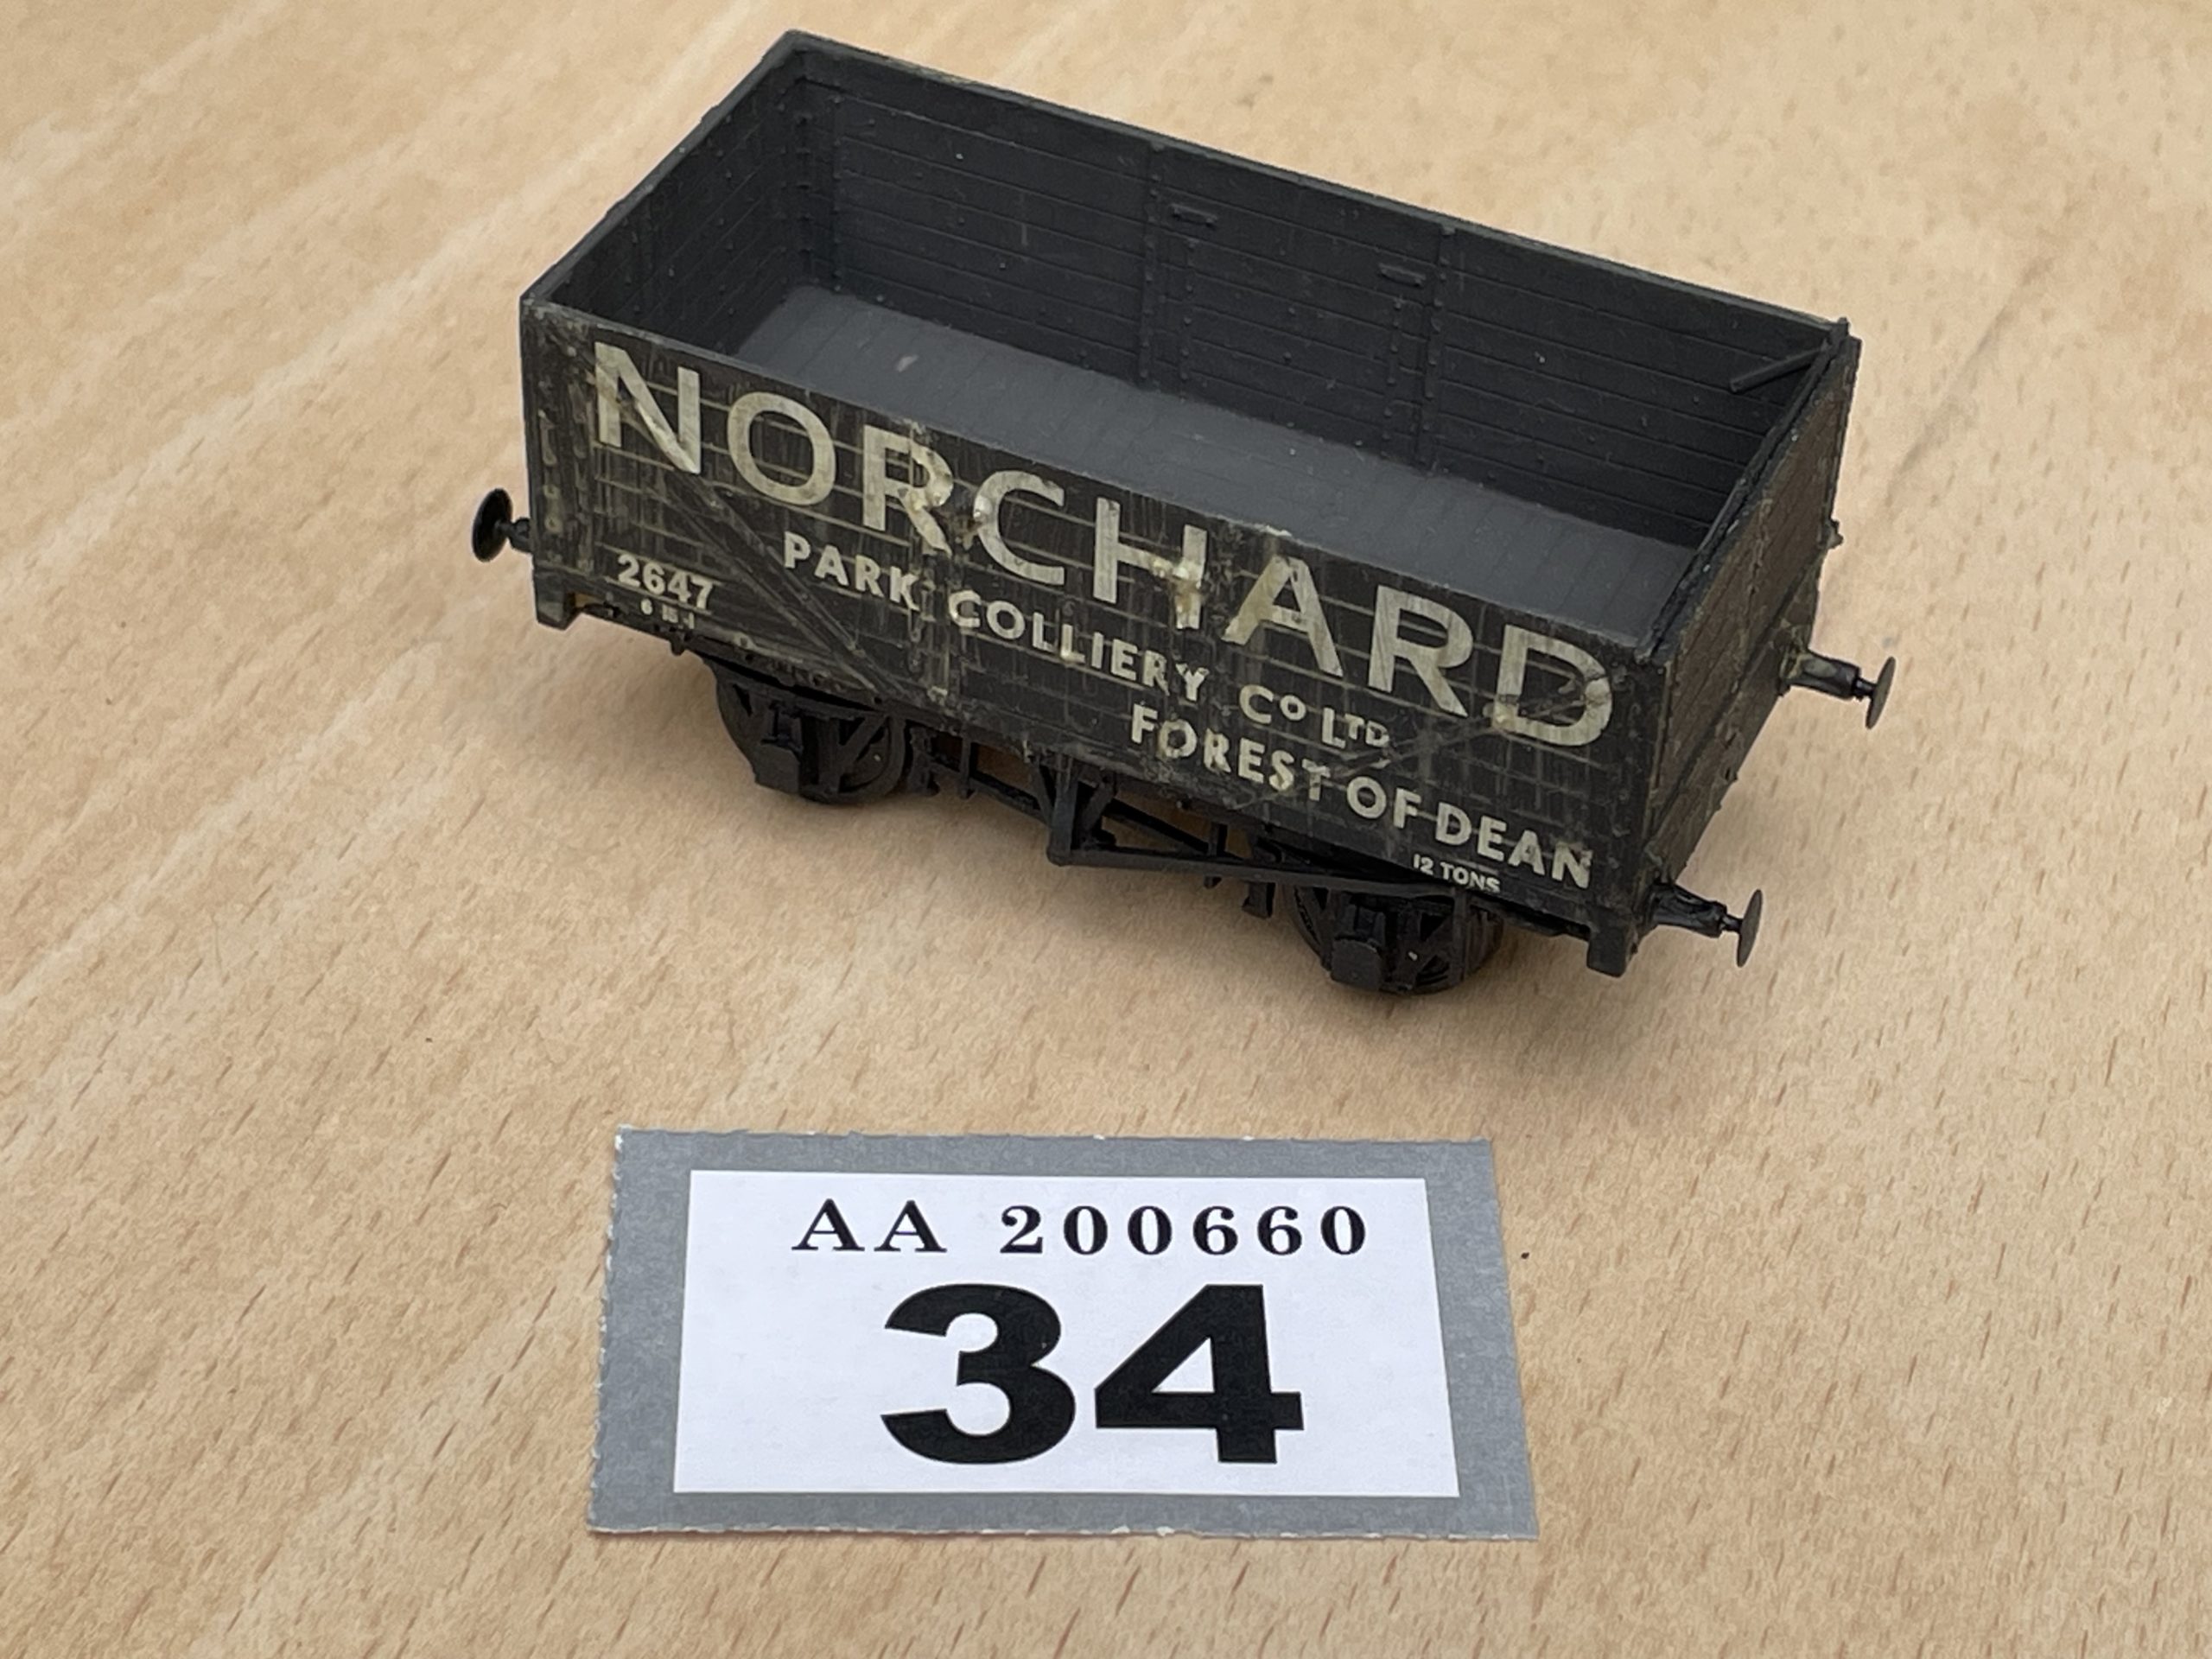 NORCHARD
PARK COLLIERY Cº LTD
2647
FOREST OF DEAN
12 TONS
AA 200660
34